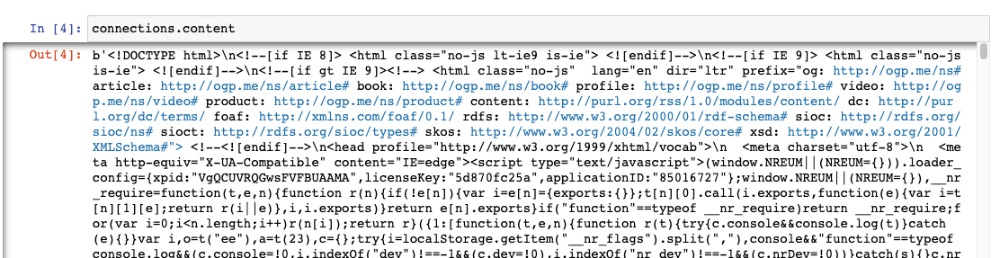 In [4]: connections.content
Out[4]: b'<!DOCTYPE html>\n<!--[if IE 8]> <html class="no-js lt-ie9 is-ie"> <![endif]-->\n<!--[if IE 9]> <html class="no-js
is-ie"> <![endif]-->\n<!--[if gt IE 9]><!--> <html class="no-js"  lang="en" dir="ltr" prefix="og: http://ogp.me/ns#
article: http://ogp.me/ns/article# book: http://ogp.me/ns/book# profile: http://ogp.me/ns/profile# video: http://og
p.me/ns/video# product: http://ogp.me/ns/product# content: http://purl.org/rss/1.0/modules/content/ dc: http://pur
l.org/dc/terms/ foaf: http://xmlns.com/foaf/0.1/ rdfs: http://www.w3.org/2000/01/rdf-schema# sioc: http://rdfs.org/
sioc/ns# sioct: http://rdfs.org/sioc/types# skos: http://www.w3.org/2004/02/skos/core# xsd: http://www.w3.org/2001/
XMLSchema#"> <!--<![endif]-->\n<head profile="http://www.w3.org/1999/xhtml/vocab">\n  <meta charset="utf-8">\n  <me
ta http-equiv="X-UA-Compatible" content="IE=edge"><script type="text/javascript">(window.NREUM||(NREUM={})).loader_
config={xpid:"VgQCUVRQGwsFVFBUAAMA",licenseKey:"5d870fc25a",applicationID:"85016727"};window.NREUM||(NREUM={}),__nr
_require=function(t,e,n){function r(n){if(!e[n]){var i=e[n]={exports:{}};t[n][0].call(i.exports,function(e){var i=t
[n][1][e];return r(i||e)},i,i.exports)}return e[n].exports}if("function"==typeof __nr_require)return __nr_require;f
or(var i=0;i<n.length;i++)r(n[i]);return r}({1:[function(t,e,n){function r(t){try{c.console&&console.log(t)}catch
(e){}}var i,o=t("ee"),a=t(23),c={};try{i=localStorage.getItem("__nr_flags").split(","),console&&"function"==typeof
console.log&&(c.console=!0,i.indexOf("dev")!==-1&&(c.dev=!0),i.indexOf("nr_dev")!==-1&&(c.nrDev=!0))}catch(s){}c.nr